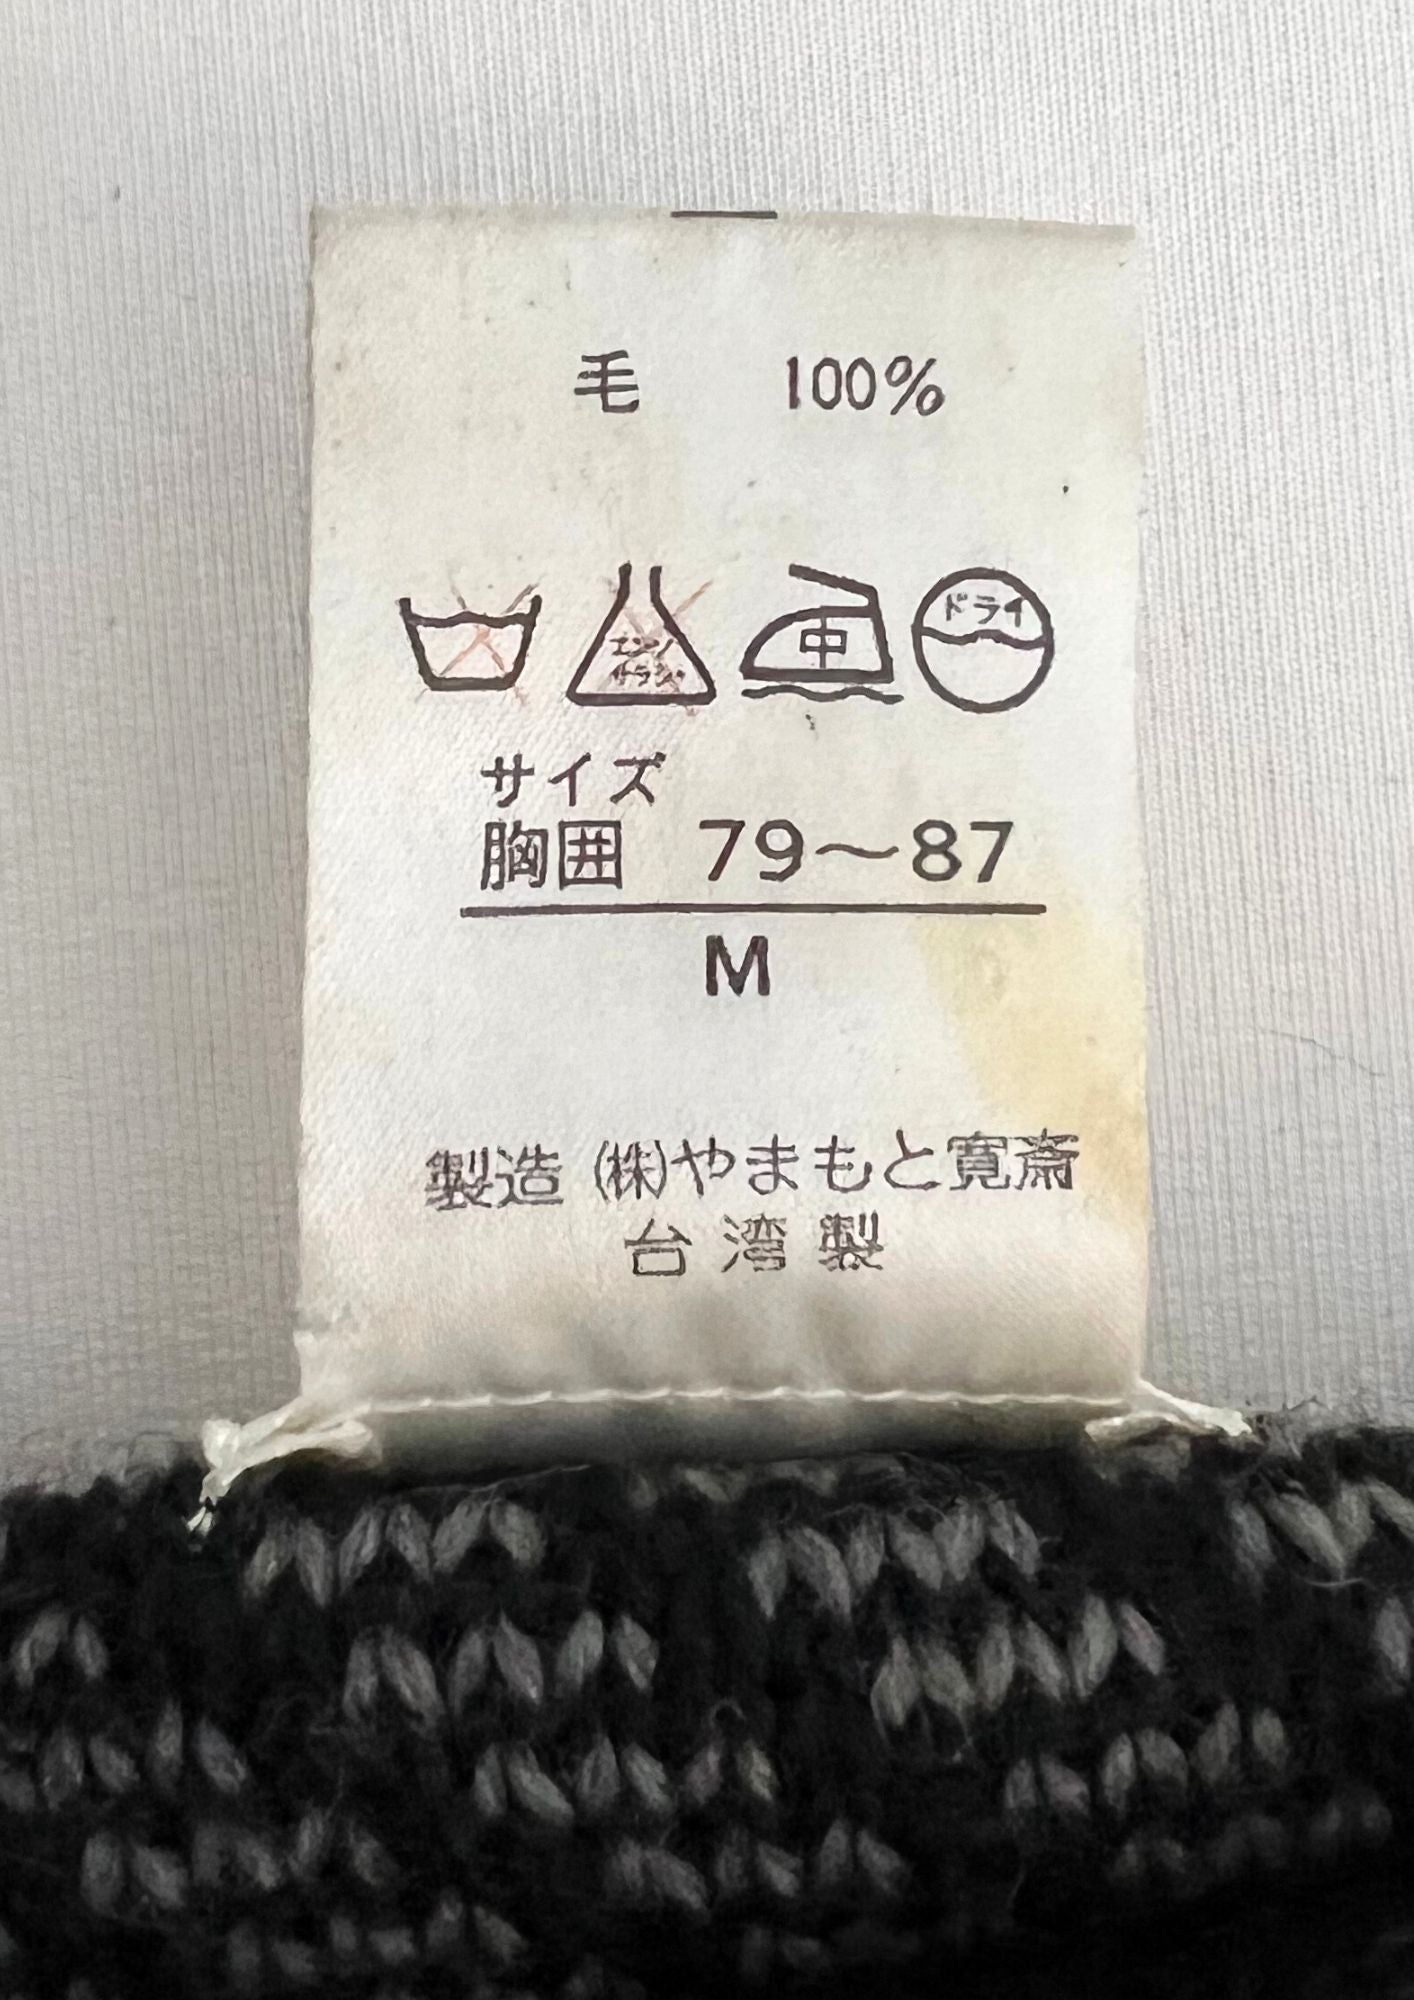 毛 100%
エンソ サラシ 中 ドライ
サイズ
胸囲 79～87
M
製造 (株)やまもと寛斎
台湾製